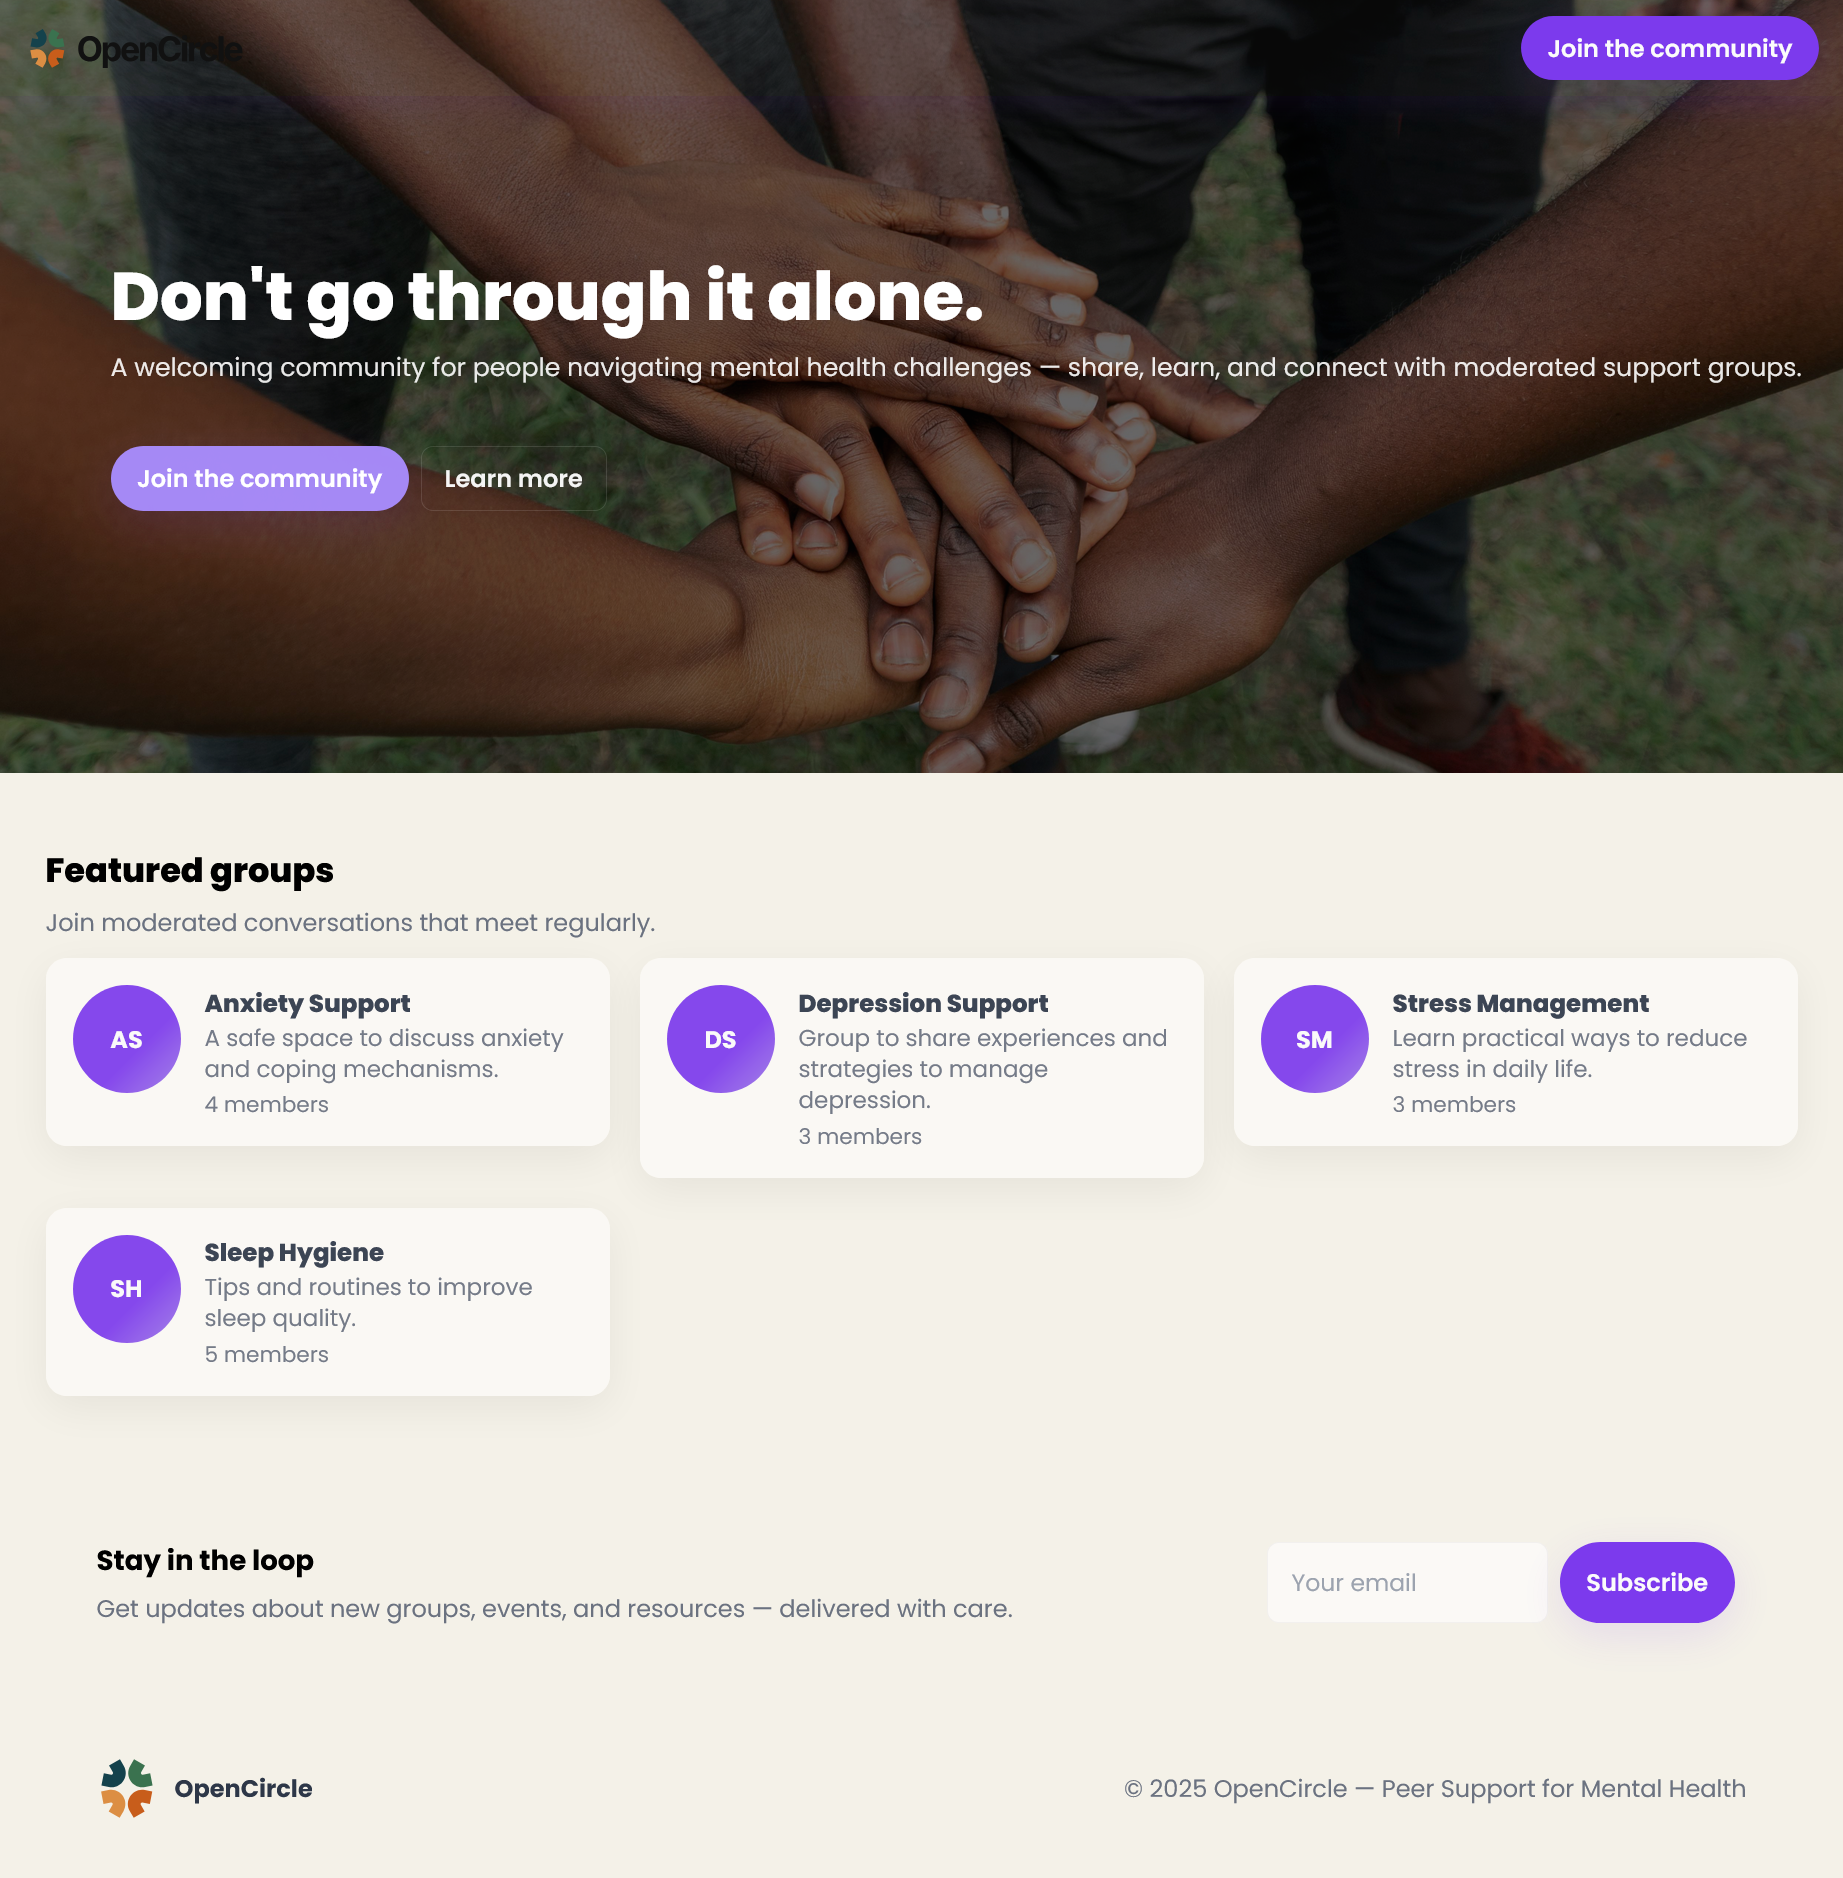 OpenCircle
Join the community
Don't go through it alone.
A welcoming community for people navigating mental health challenges — share, learn, and connect with moderated support groups.
Join the community
Learn more
Featured groups
Join moderated conversations that meet regularly.
AS
Anxiety Support
A safe space to discuss anxiety
and coping mechanisms.
4 members
DS
Depression Support
Group to share experiences and
strategies to manage
depression.
3 members
SM
Stress Management
Learn practical ways to reduce
stress in daily life.
3 members
SH
Sleep Hygiene
Tips and routines to improve
sleep quality.
5 members
Stay in the loop
Get updates about new groups, events, and resources — delivered with care.
Your email
Subscribe
OpenCircle
© 2025 OpenCircle — Peer Support for Mental Health